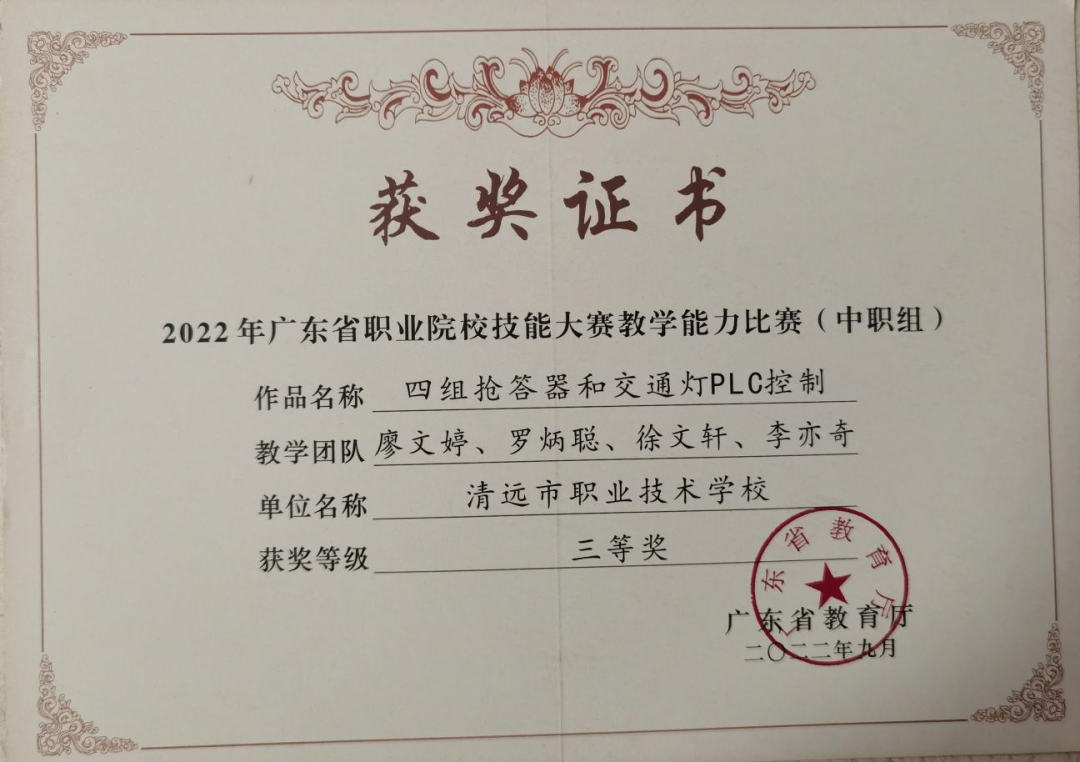 获奖证书
2022年广东省职业院校技能大赛教学能力比赛（中职组）
作品名称 四组抢答器和交通灯PLC控制
教学团队 廖文婷、罗炳聪、徐文轩、李亦奇
单位名称 清远市职业技术学校
获奖等级 三等奖
广东省教育厅
广东省教育厅
二〇二二年九月